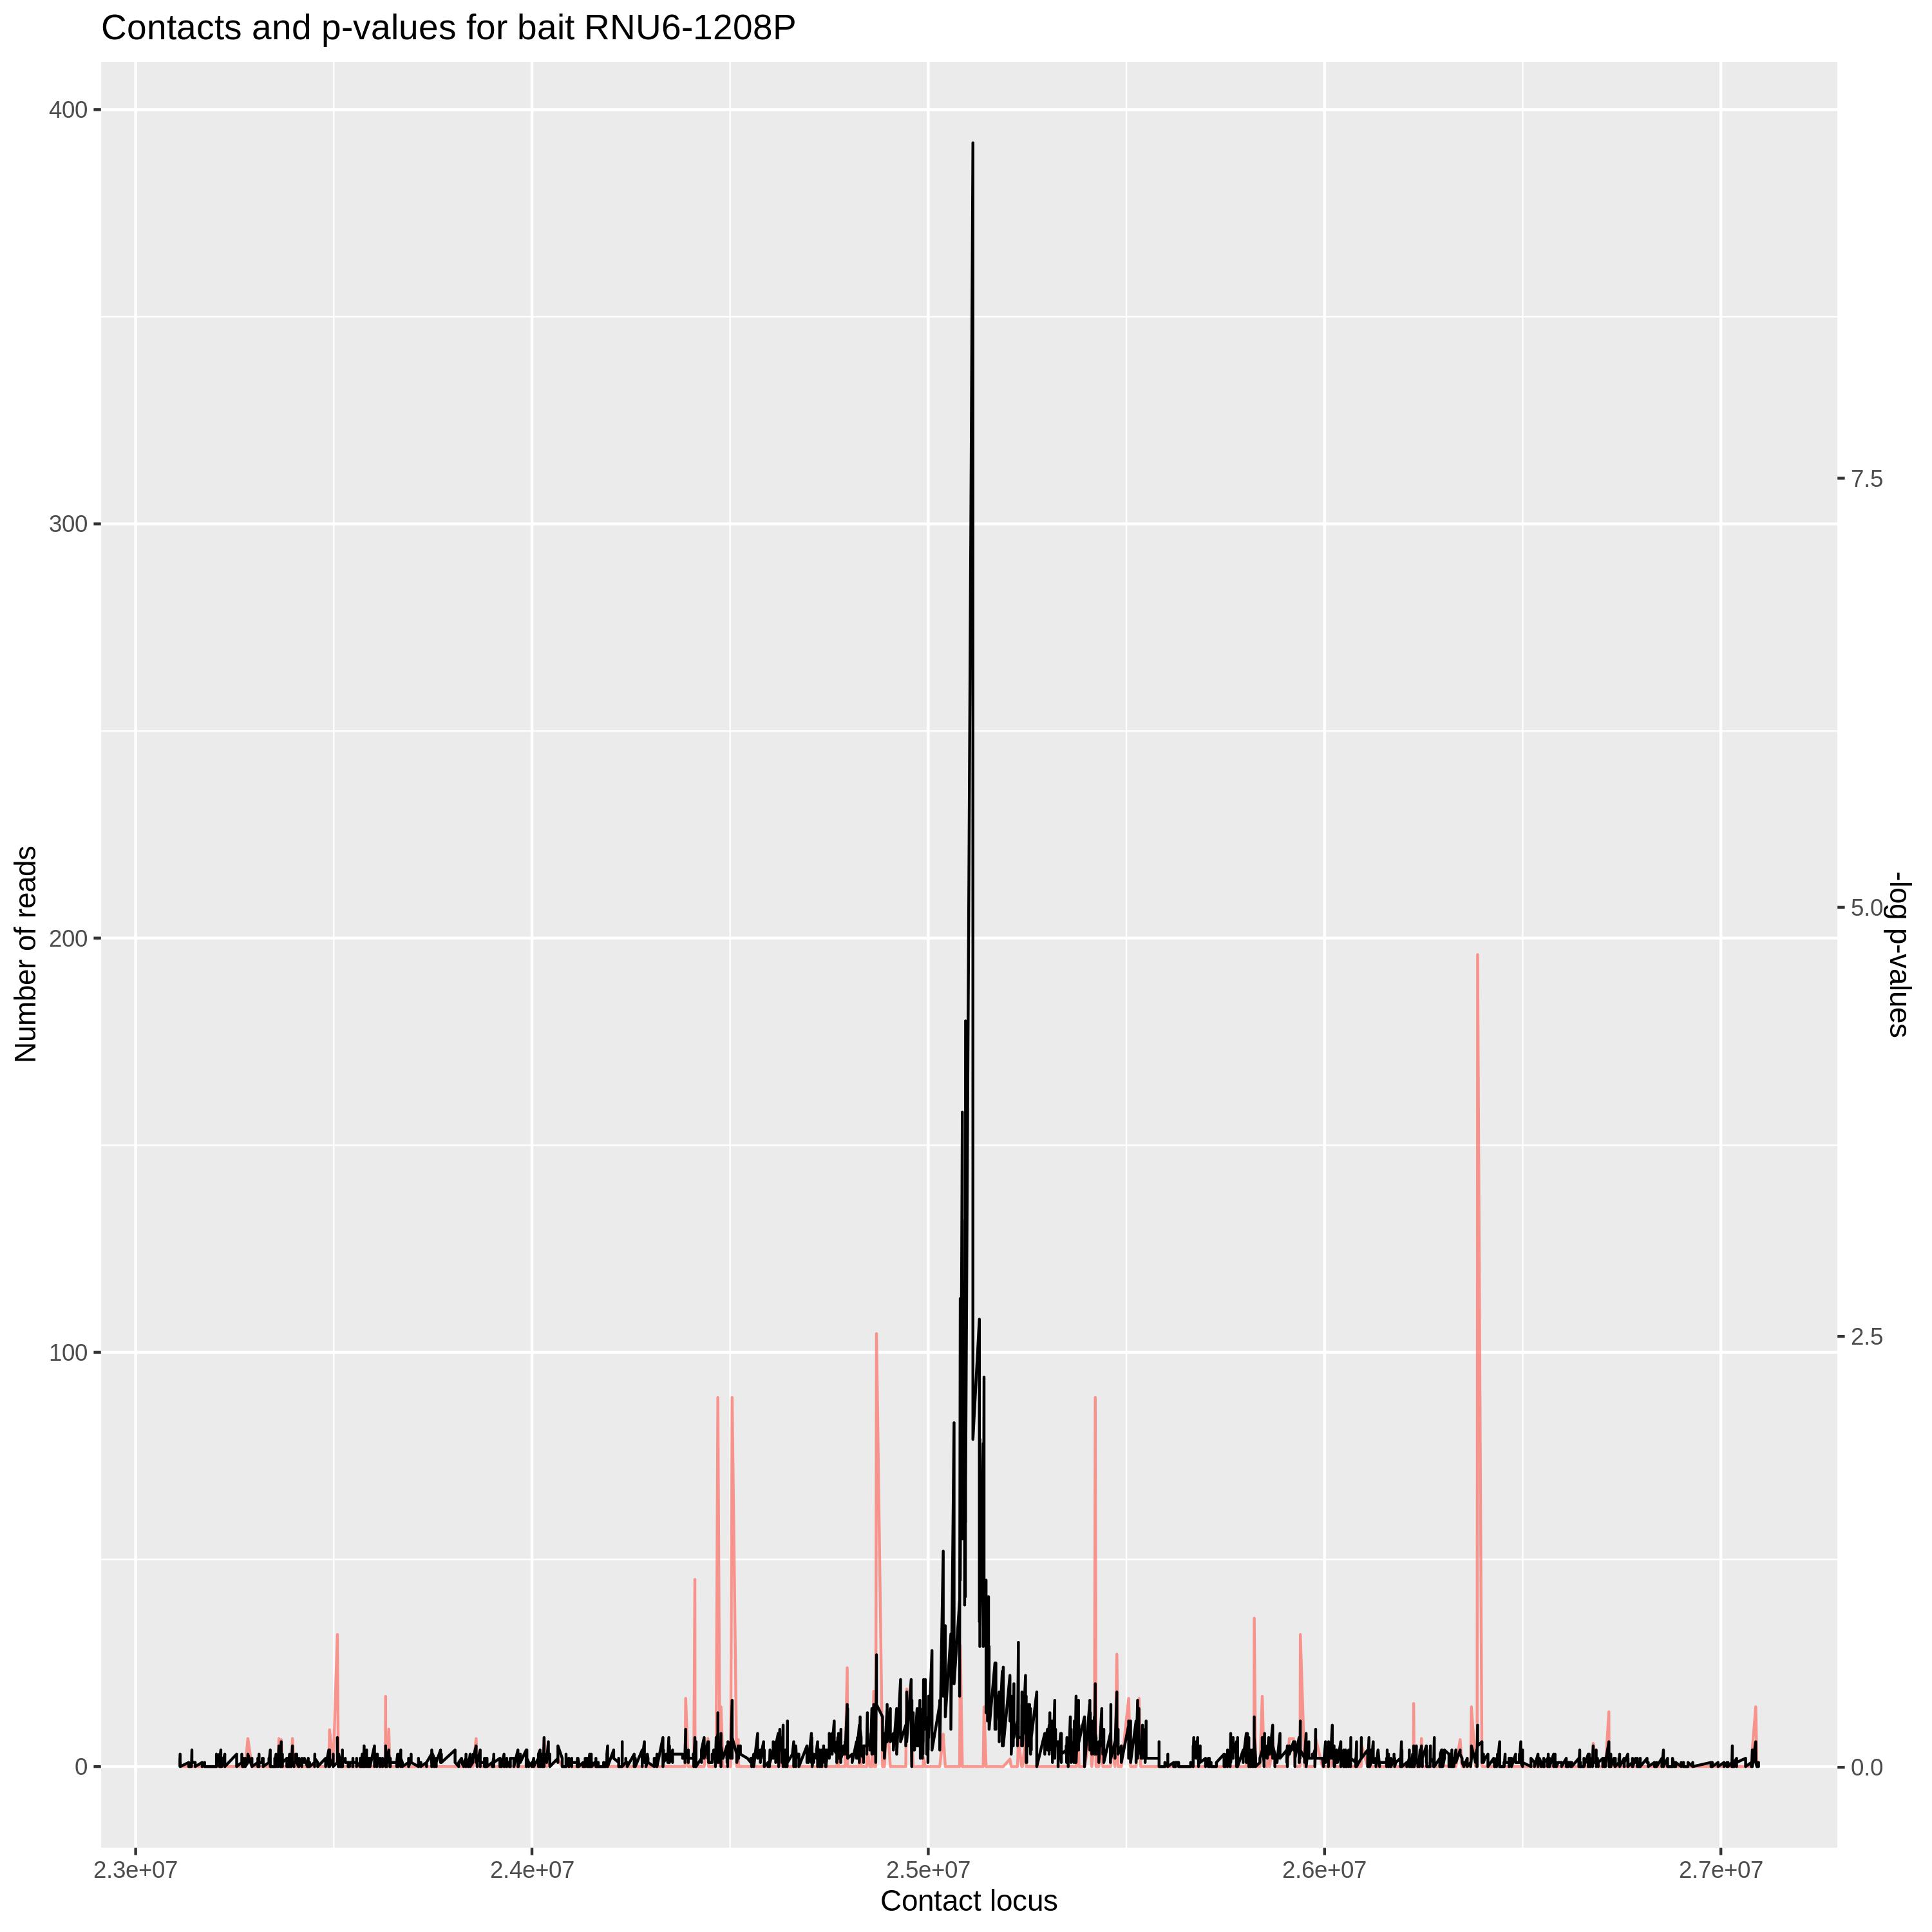 Contacts and p-values for bait RNU6-1208P
400
300
200
100
0
Number of reads
7.5
5.0
2.5
0.0
-log p-values
2.3e+07
2.4e+07
2.5e+07
2.6e+07
2.7e+07
Contact locus